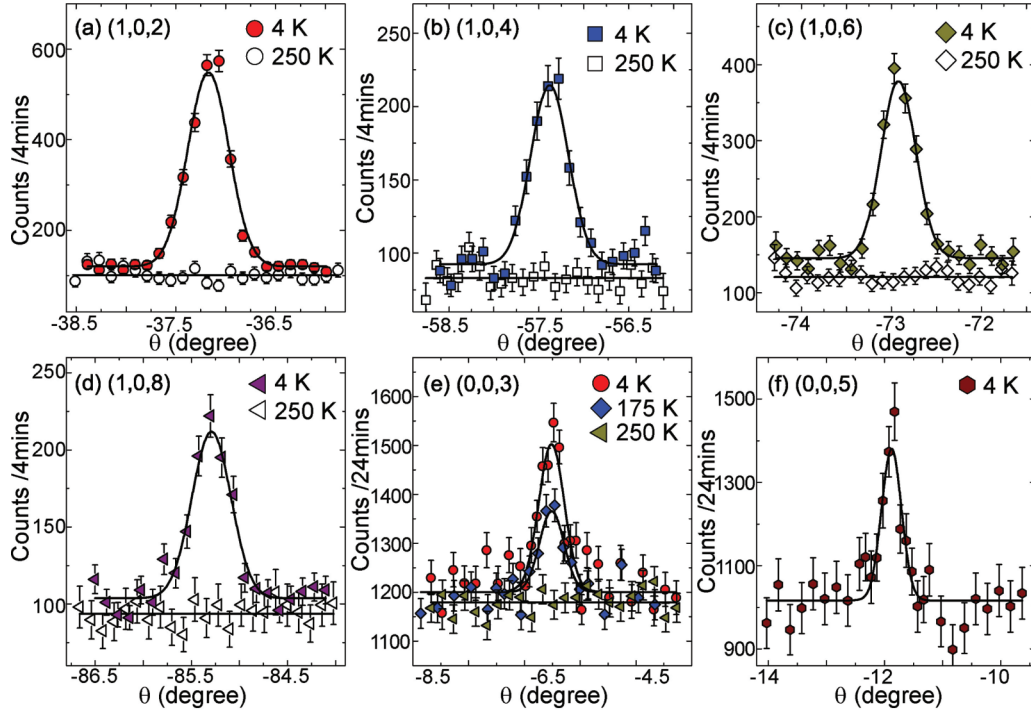 (a) (1,0,2)
4 K
250 K
600
400
200
Counts /4mins
-38.5
-37.5
-36.5
θ (degree)
(b) (1,0,4)
4 K
250 K
250
200
150
100
Counts /4mins
-58.5
-57.5
-56.5
θ (degree)
(c) (1,0,6)
4 K
250 K
400
300
200
100
Counts /4mins
-74
-73
-72
θ (degree)
(d) (1,0,8)
4 K
250 K
250
200
150
100
Counts /4mins
-86.5
-85.5
-84.5
θ (degree)
(e) (0,0,3)
4 K
175 K
250 K
1600
1500
1400
1300
1200
1100
Counts /24mins
-8.5
-6.5
-4.5
θ (degree)
(f) (0,0,5)
4 K
1500
1300
1100
900
Counts /24mins
-14
-12
-10
θ (degree)